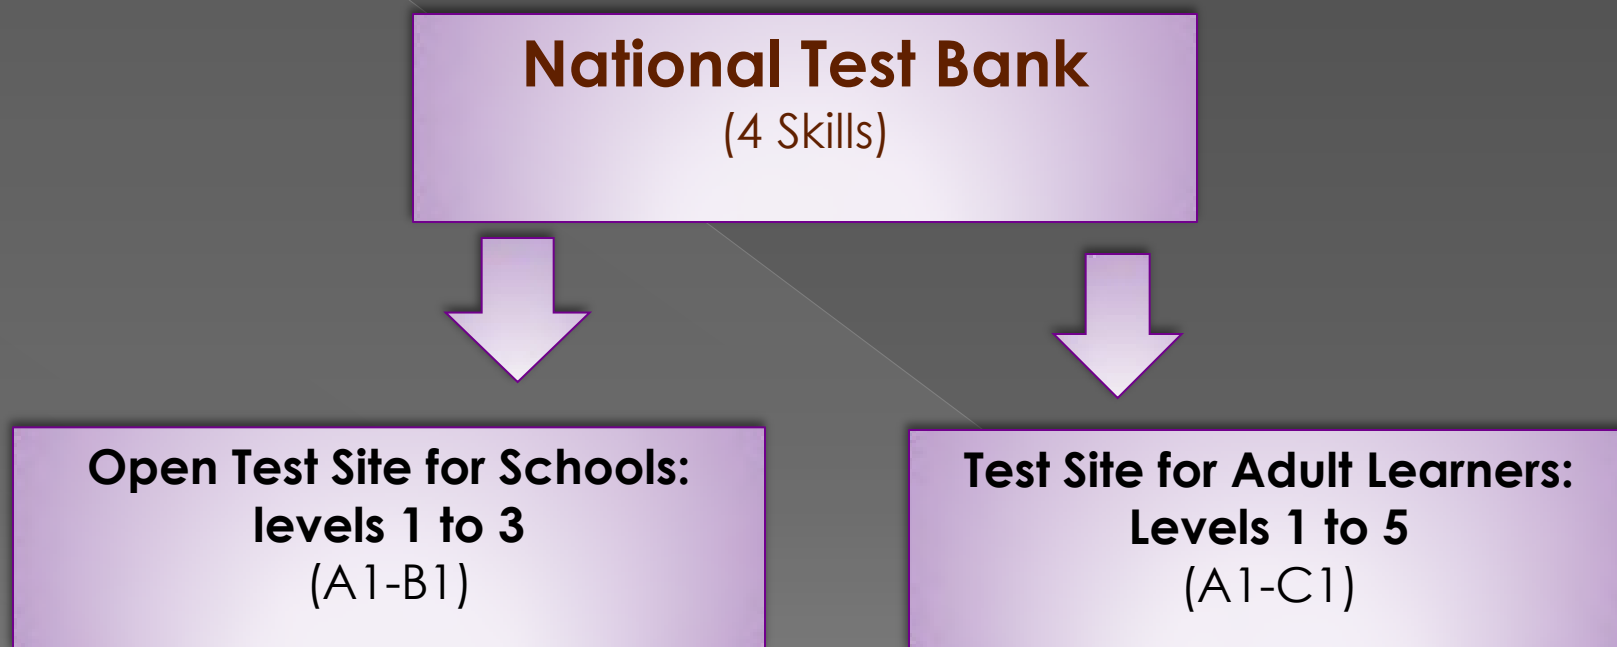 National Test Bank
(4 Skills)
Open Test Site for Schools:
levels 1 to 3
(A1-B1)
Test Site for Adult Learners:
Levels 1 to 5
(A1-C1)